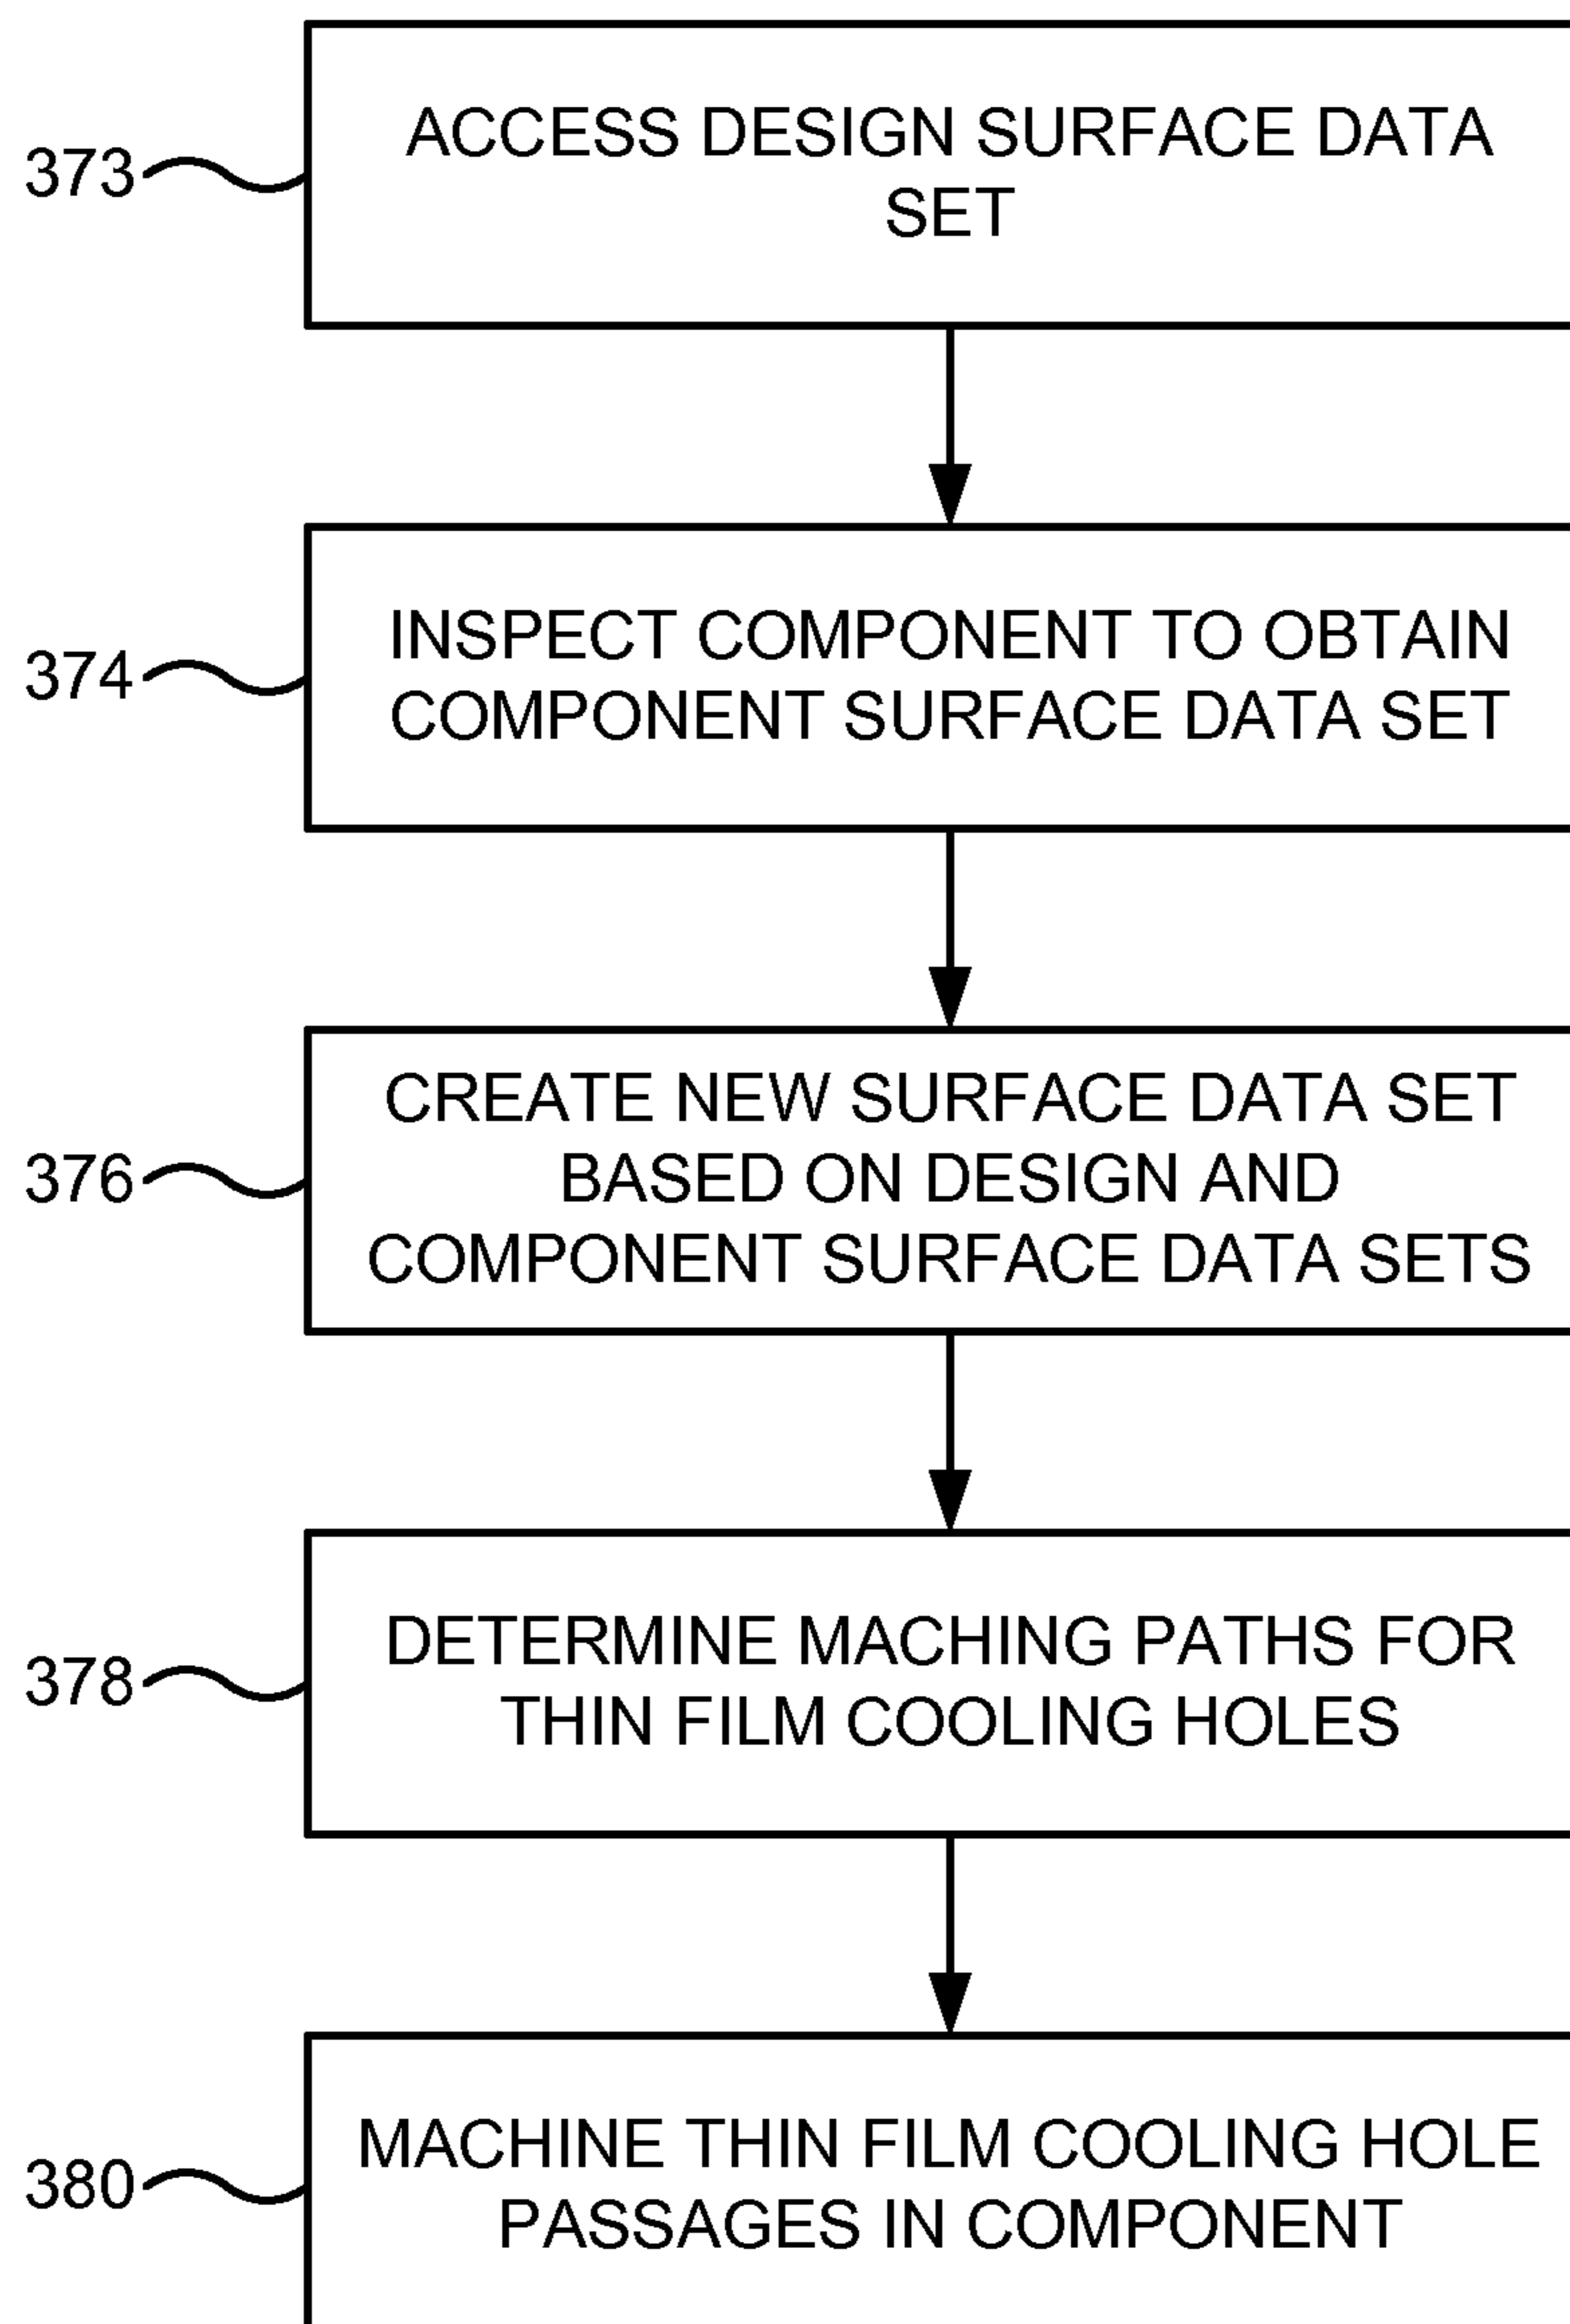 373
ACCESS DESIGN SURFACE DATA
SET
374
INSPECT COMPONENT TO OBTAIN
COMPONENT SURFACE DATA SET
376
CREATE NEW SURFACE DATA SET
BASED ON DESIGN AND
COMPONENT SURFACE DATA SETS
378
DETERMINE MACHING PATHS FOR
THIN FILM COOLING HOLES
380
MACHINE THIN FILM COOLING HOLE
PASSAGES IN COMPONENT